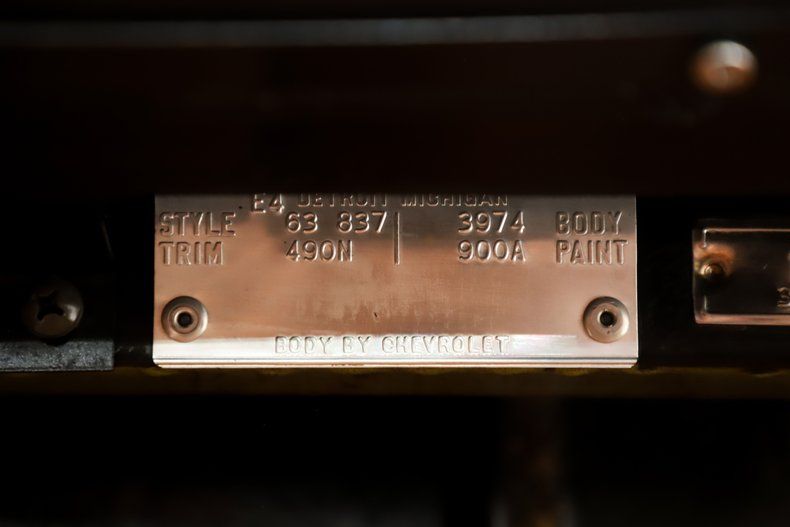 E4 DETROIT MICHIGAN
STYLE 63 837 3974 BODY
TRIM 490N 900A PAINT
BODY BY CHEVROLET